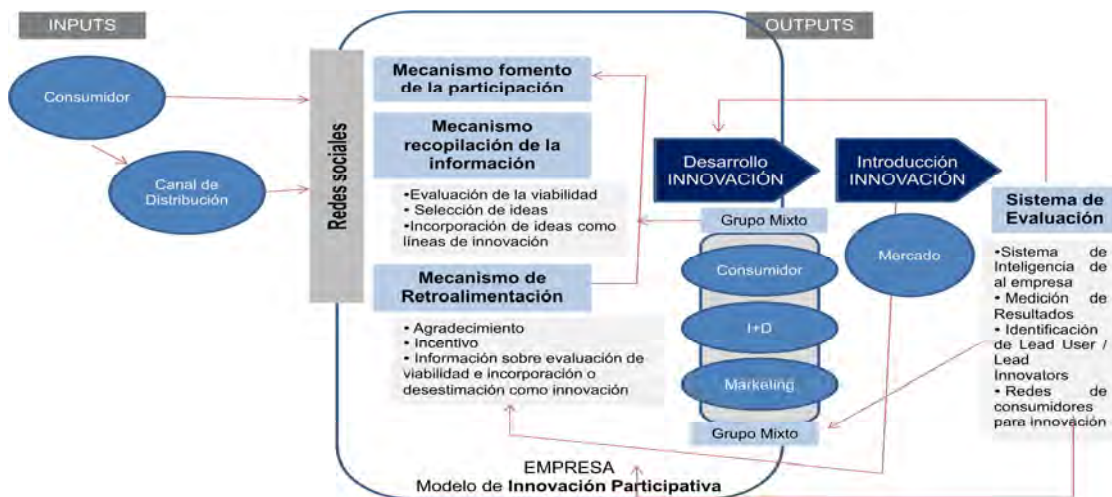 INPUTS
OUTPUTS
Consumidor
Canal de
Distribución
Redes sociales
Mecanismo fomento
de la participación
Mecanismo
recopilación de la
información
•Evaluación de la viabilidad
• Selección de ideas
•Incorporación de ideas como
líneas de innovación
Mecanismo de
Retroalimentación
• Agradecimiento
• Incentivo
• Información sobre evaluación de
viabilidad e incorporación o
desestimación como innovación
Desarrollo
INNOVACIÓN
Introducción
INNOVACIÓN
Grupo Mixto
Consumidor
I+D
Marketing
Grupo Mixto
Mercado
Sistema de
Evaluación
•Sistema de
Inteligencia de
al empresa
• Medición de
Resultados
• Identificación
de Lead User /
Lead
Innovators
• Redes de
consumidores
para innovación
EMPRESA
Modelo de Innovación Participativa